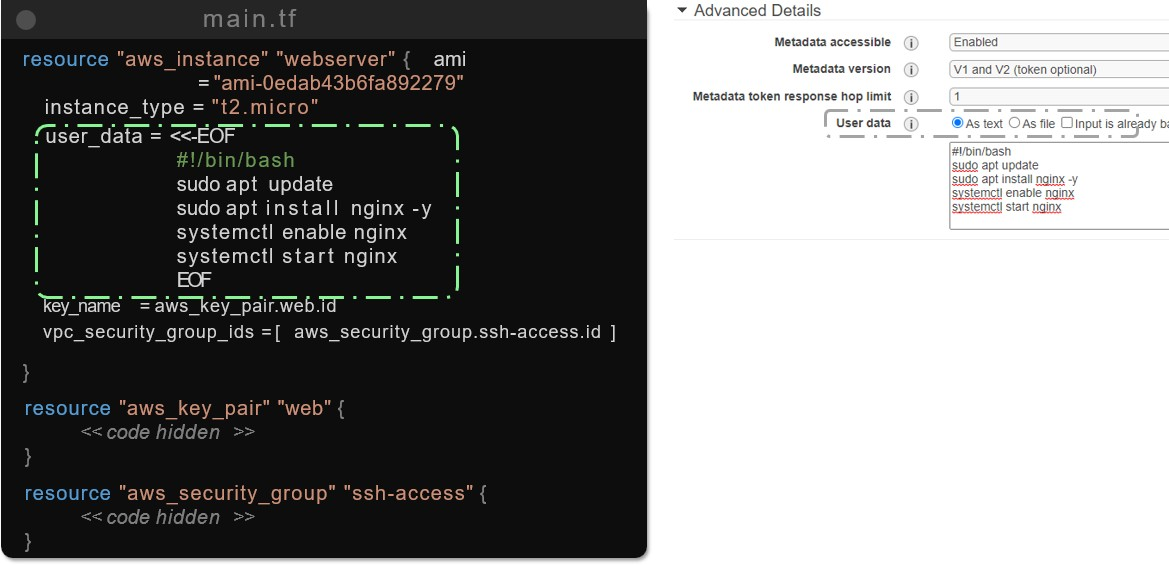 main.tf
resource "aws_instance" "webserver" { ami
="ami-0edab43b6fa892279"
instance_type = "t2.micro"
user_data = <<-EOF
#!/bin/bash
sudo apt update
sudo apt install nginx -y
systemctl enable nginx
systemctl start nginx
EOF
key_name = aws_key_pair.web.id
vpc_security_group_ids =[ aws_security_group.ssh-access.id ]
}
resource "aws_key_pair" "web" {
<< code hidden >>
}
resource "aws_security_group" "ssh-access" {
<< code hidden >>
}
Advanced Details
Metadata accessible Enabled
Metadata version V1 and V2 (token optional)
Metadata token response hop limit 1
User data As text As file Input is already ba
#!/bin/bash
sudo apt update
sudo apt install nginx -y
systemctl enable nginx
systemctl start nginx